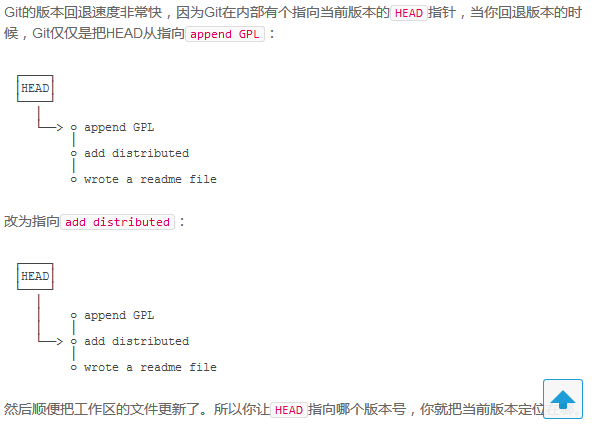 Git的版本回退速度非常快，因为Git在内部有个指向当前版本的HEAD指针，当你回退版本的时
候，Git仅仅是把HEAD从指向append GPL：
HEAD
append GPL
add distributed
wrote a readme file
改为指向add distributed：
HEAD
append GPL
add distributed
wrote a readme file
然后顺便把工作区的文件更新了。所以你让HEAD指向哪个版本号，你就把当前版本定位